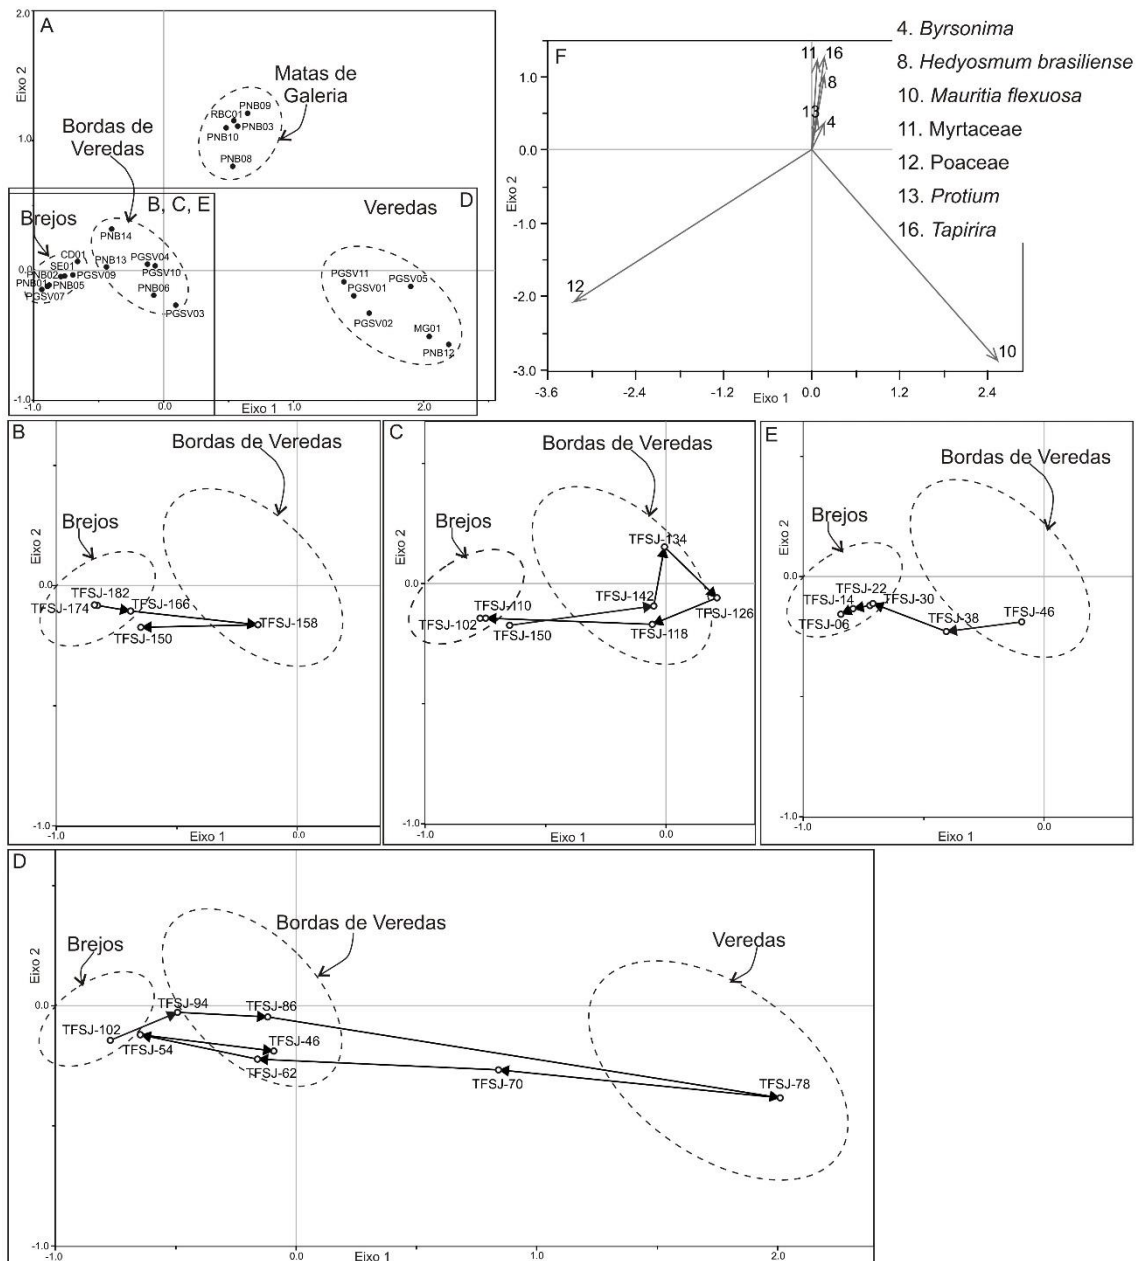 A
2.0
Eixo 2
1.0
0.0
-1.0
Matas de
Galeria
PNB09
RBC01
PNB03
PNB10
PNB08
Bordas de
Veredas
B, C, E
Brejos
PNB14
CD01
SE01
PNB13
PGSV04
PGSV10
PNB02
PGSV09
PNB01
PNB05
PNB06
PGSV07
PGSV03
Veredas
D
PGSV11
PGSV05
PGSV01
PGSV02
MG01
PNB12
-1.0
0.0
Eixo 1
1.0
2.0
F
11
16
8
13
4
12
10
1.0
0.0
-1.0
-2.0
-3.0
Eixo 2
-3.6
-2.4
-1.2
0.0
1.2
2.4
Eixo 1
4. Byrsonima
8. Hedyosmum brasiliense
10. Mauritia flexuosa
11. Myrtaceae
12. Poaceae
13. Protium
16. Tapirira
B
Bordas de Veredas
Brejos
Eixo 2
0.0
TFSJ-182
TFSJ-174
TFSJ-166
TFSJ-158
TFSJ-150
-1.0
-1.0
Eixo 1
0.0
C
Bordas de Veredas
Brejos
Eixo 2
0.0
TFSJ-134
TFSJ-142
TFSJ-110
TFSJ-126
TFSJ-102
TFSJ-150
TFSJ-118
-1.0
-1.0
Eixo 1
0.0
E
Bordas de Veredas
Brejos
Eixo 2
0.0
TFSJ-22
TFSJ-14
TFSJ-30
TFSJ-46
TFSJ-06
TFSJ-38
-1.0
-1.0
Eixo 1
0.0
D
Bordas de Veredas
Brejos
Veredas
Eixo 2
0.0
TFSJ-94
TFSJ-86
TFSJ-102
TFSJ-54
TFSJ-46
TFSJ-62
TFSJ-70
TFSJ-78
-1.0
-1.0
0.0
Eixo 1
1.0
2.0